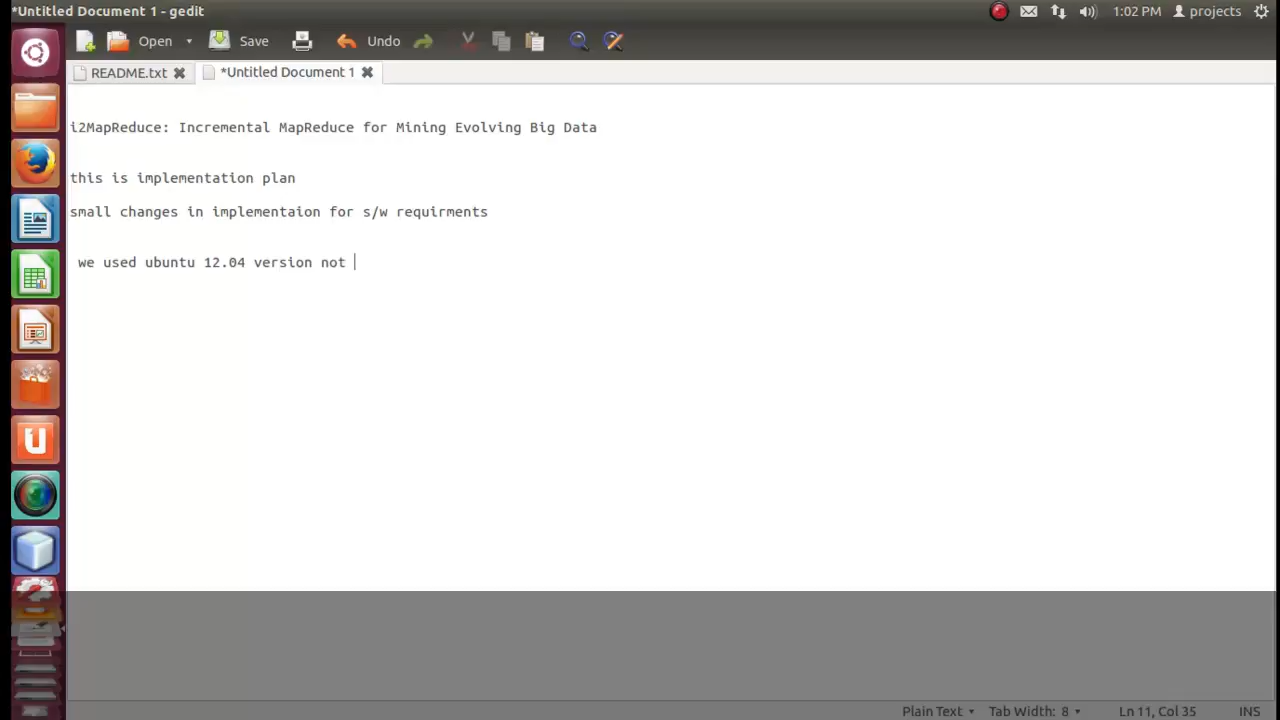 *Untitled Document 1 - gedit
1:02 PM projects
Open Save Undo
README.txt *Untitled Document 1
i2MapReduce: Incremental MapReduce for Mining Evolving Big Data
this is implementation plan
small changes in implementaion for s/w requirments
we used ubuntu 12.04 version not
Plain Text Tab Width: 8 Ln 11, Col 35 INS